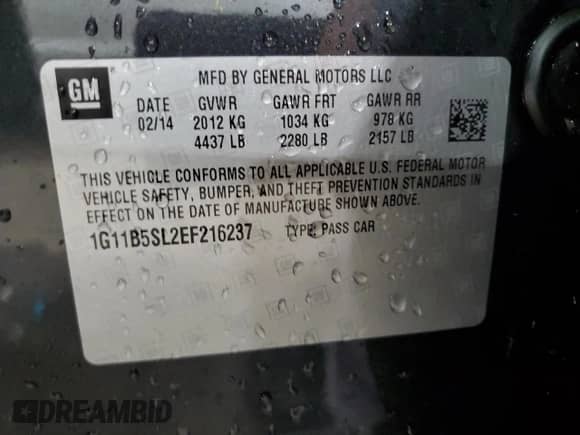 GM
MFD BY GENERAL MOTORS LLC
DATE GVWR GAWR FRT GAWR RR
02/14 2012 KG 1034 KG 978 KG
4437 LB 2280 LB 2157 LB
THIS VEHICLE CONFORMS TO ALL APPLICABLE U.S. FEDERAL MOTOR
VEHICLE SAFETY, BUMPER, AND THEFT PREVENTION STANDARDS IN
EFFECT ON THE DATE OF MANUFACTURE SHOWN ABOVE.
1G11B5SL2EF216237 TYPE: PASS CAR
DREAMBID